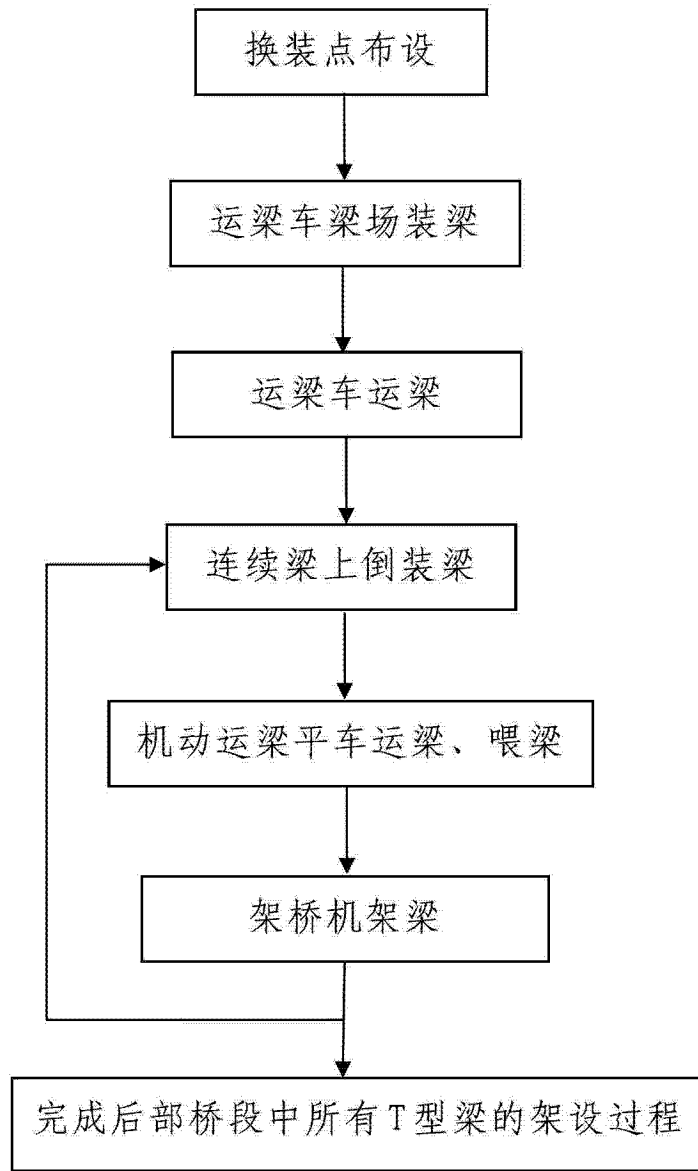 换装点布设
运梁车梁场装梁
运梁车运梁
连续梁上倒装梁
机动运梁平车运梁、喂梁
架桥机架梁
完成后部桥段中所有T型梁的架设过程